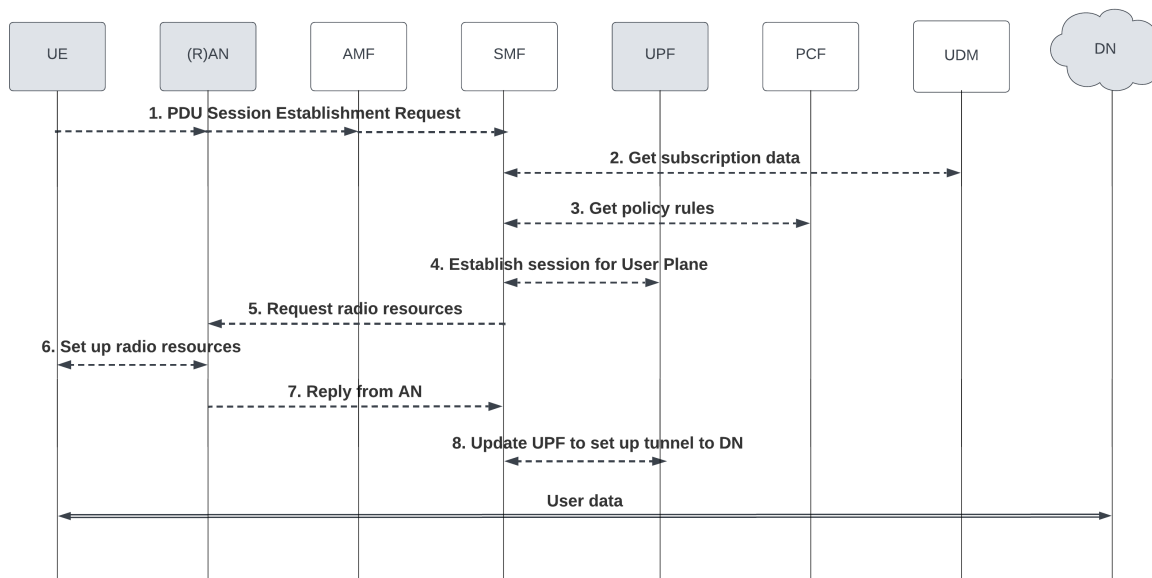 UE
(R)AN
AMF
SMF
UPF
PCF
UDM
DN
1. PDU Session Establishment Request
2. Get subscription data
3. Get policy rules
4. Establish session for User Plane
5. Request radio resources
6. Set up radio resources
7. Reply from AN
8. Update UPF to set up tunnel to DN
User data